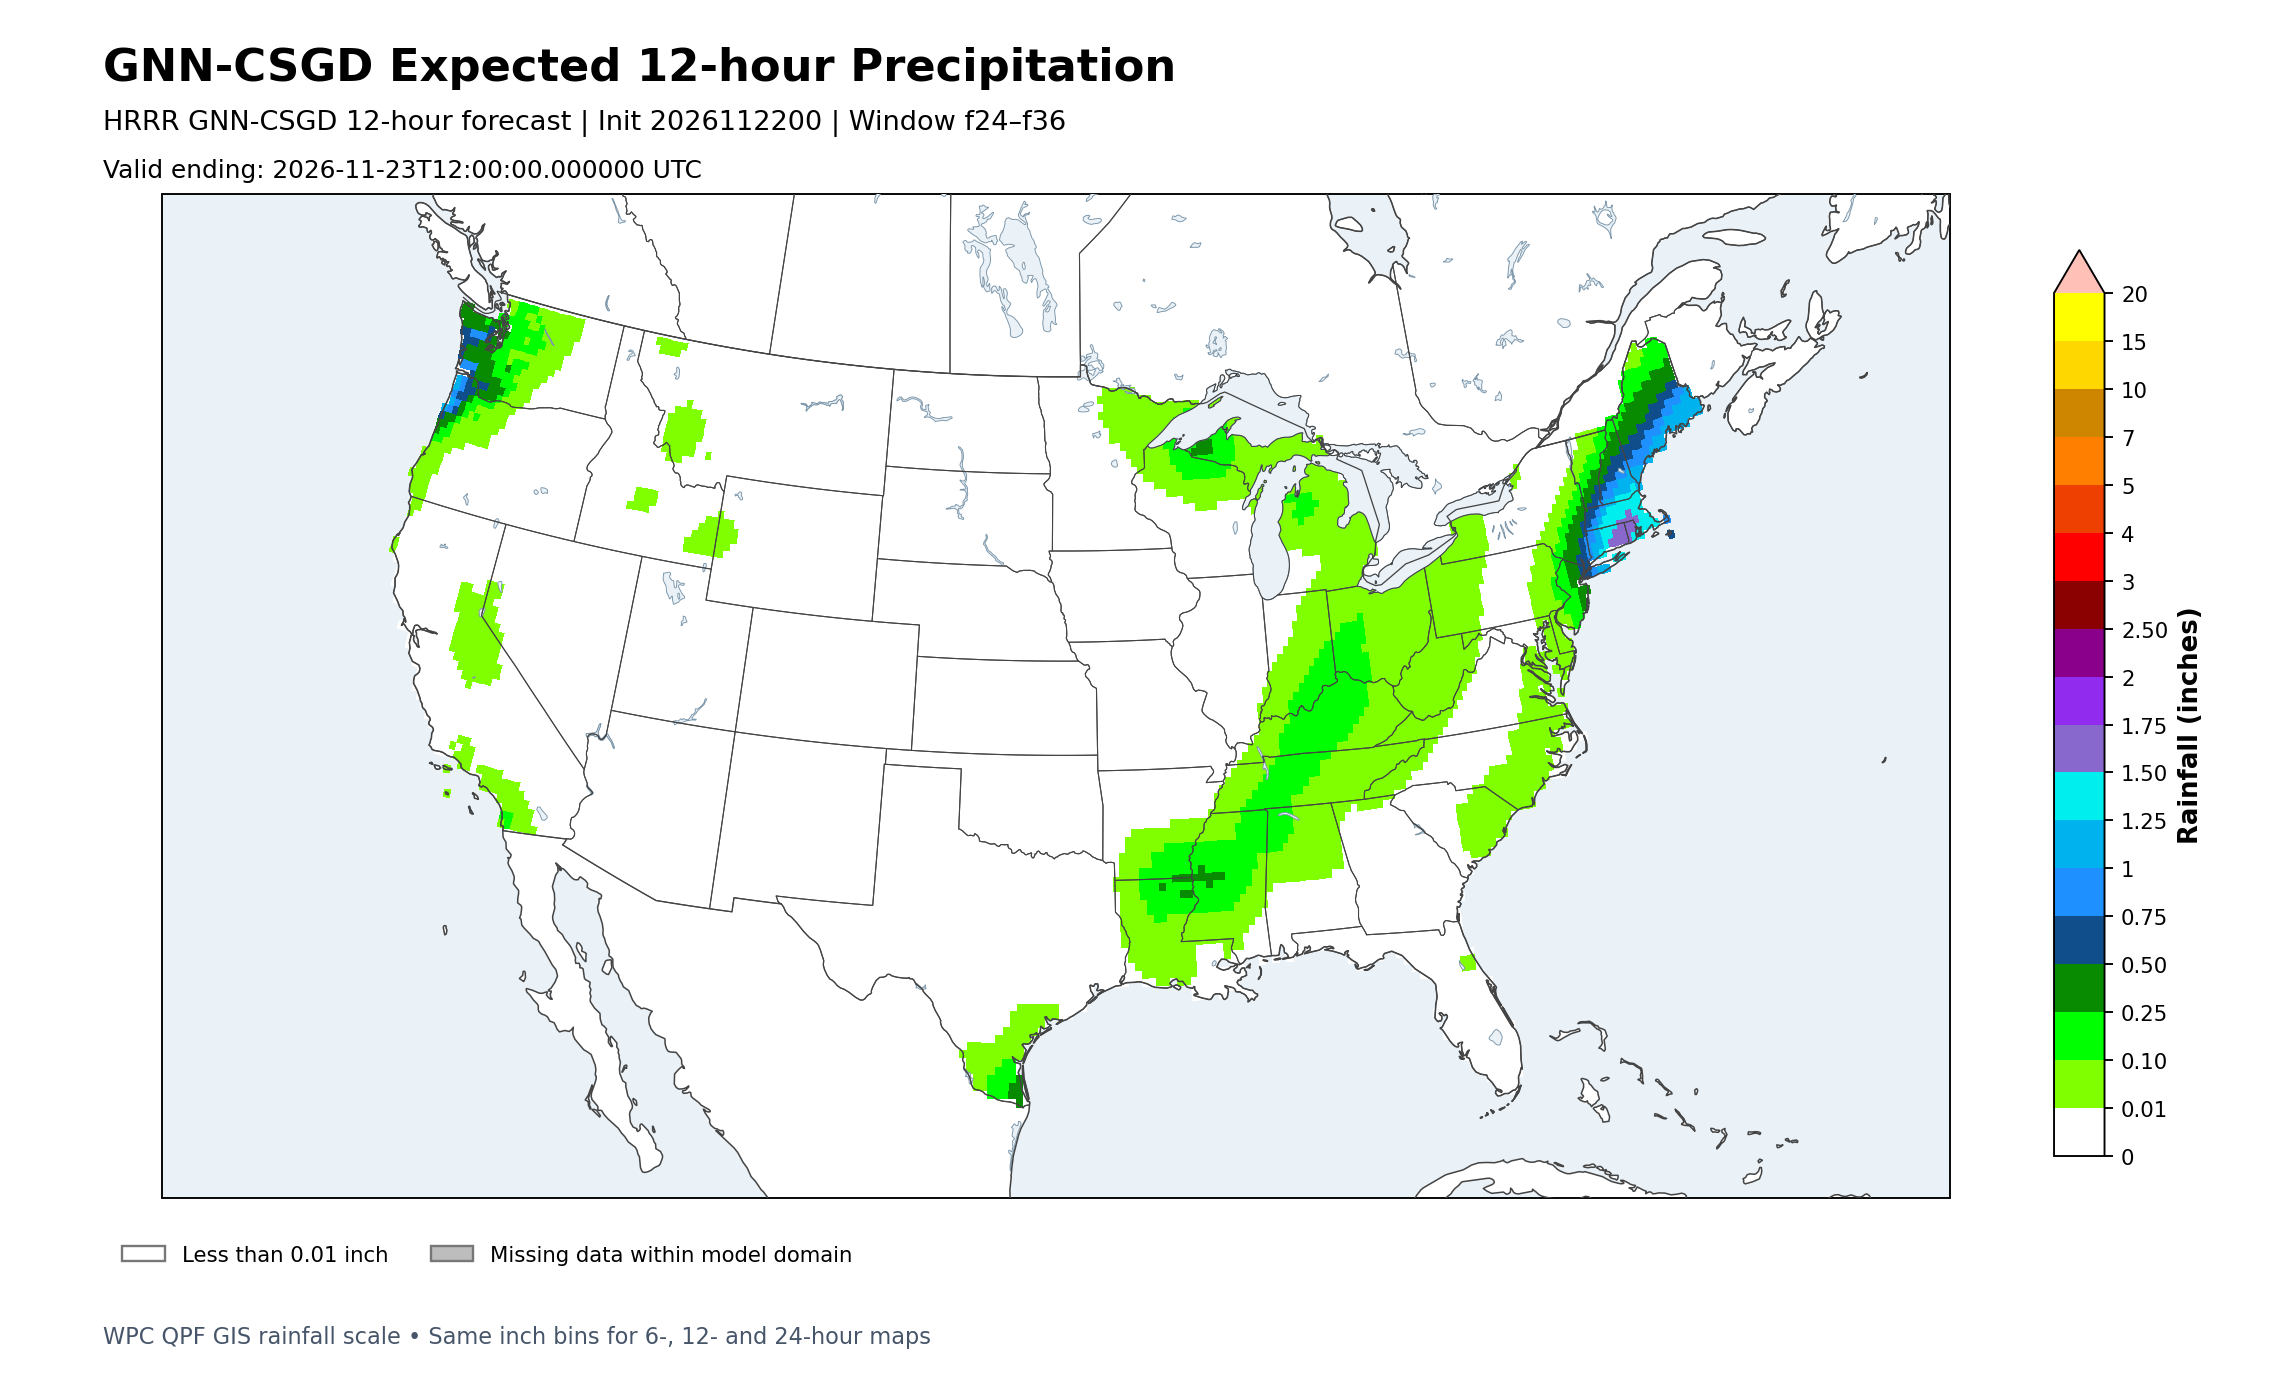 GNN-CSGD Expected 12-hour Precipitation
HRRR GNN-CSGD 12-hour forecast | Init 2026112200 | Window f24–f36
Valid ending: 2026-11-23T12:00:00.000000 UTC
20
15
10
7
5
4
3
2.50
2
1.75
1.50
1.25
1
0.75
0.50
0.25
0.10
0.01
0
Rainfall (inches)
Less than 0.01 inch
Missing data within model domain
WPC QPF GIS rainfall scale • Same inch bins for 6-, 12- and 24-hour maps